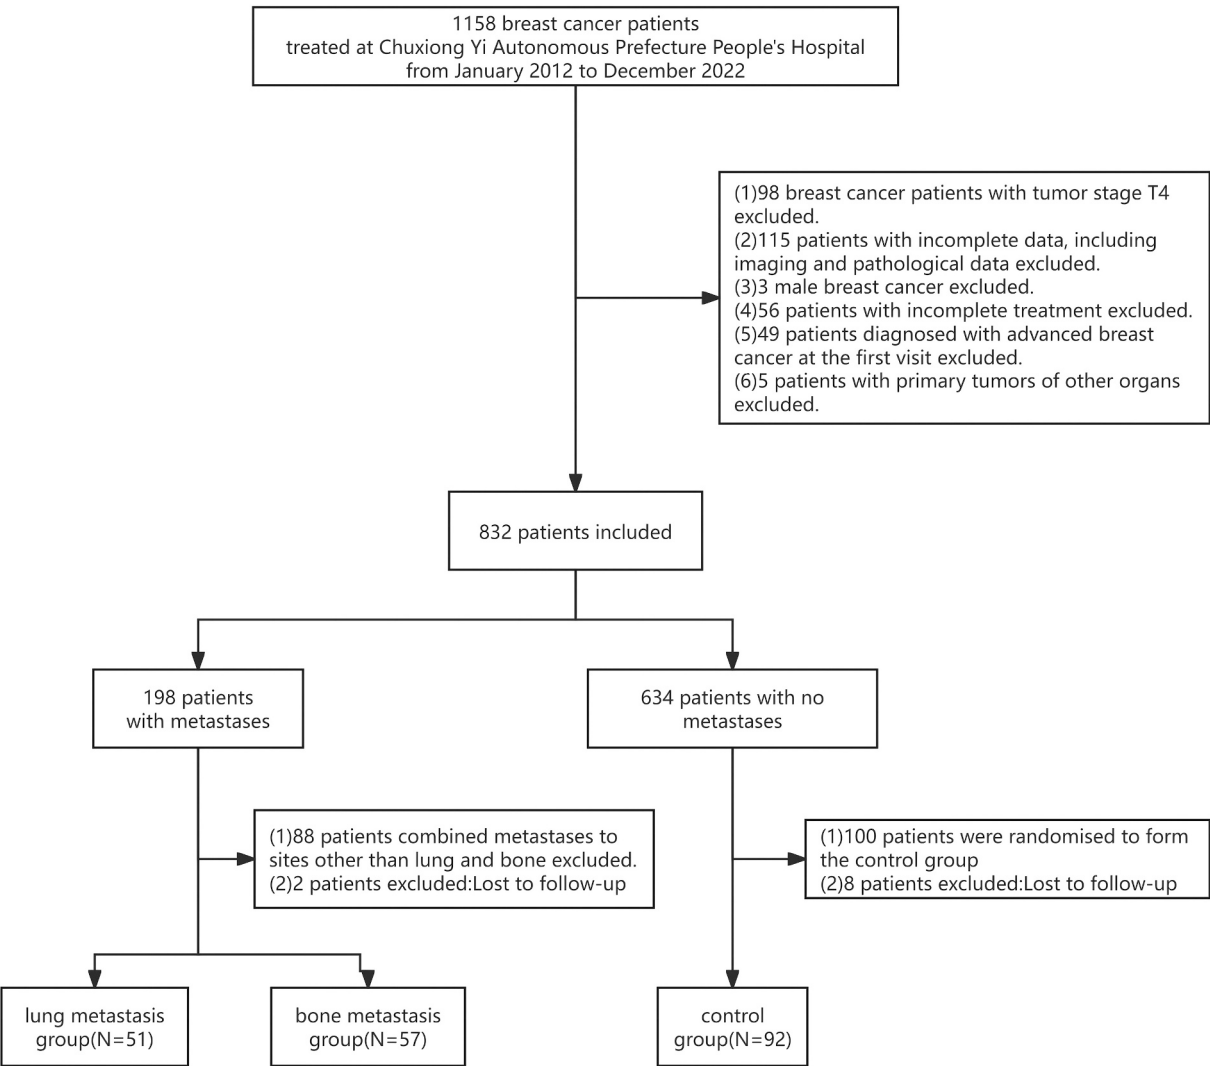 1158 breast cancer patients
treated at Chuxiong Yi Autonomous Prefecture People's Hospital
from January 2012 to December 2022
(1)98 breast cancer patients with tumor stage T4
excluded.
(2)115 patients with incomplete data, including
imaging and pathological data excluded.
(3)3 male breast cancer excluded.
(4)56 patients with incomplete treatment excluded.
(5)49 patients diagnosed with advanced breast
cancer at the first visit excluded.
(6)5 patients with primary tumors of other organs
excluded.
832 patients included
198 patients
with metastases
634 patients with no
metastases
(1)88 patients combined metastases to
sites other than lung and bone excluded.
(2)2 patients excluded:Lost to follow-up
(1)100 patients were randomised to form
the control group
(2)8 patients excluded:Lost to follow-up
lung metastasis
group(N=51)
bone metastasis
group(N=57)
control
group(N=92)